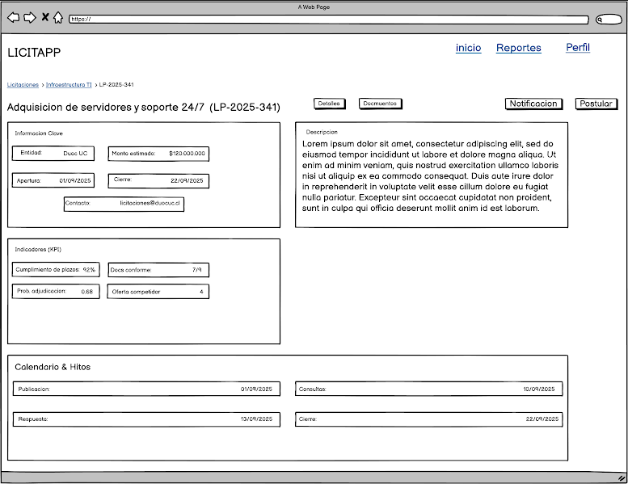 A Web Page
https://
LICITAPP
inicio Reportes Perfil
Licitaciones > Infraestructura TI > LP-2025-341
Adquisicion de servidores y soporte 24/7 (LP-2025-341)
Detalles Documentos Notificacion Postular
Informacion Clave
Entidad: Duoc UC
Monto estimado: $120.000.000
Apertura: 01/09/2025
Cierre: 22/09/2025
Contacto: licitaciones@duocuc.cl
Descripcion
Lorem ipsum dolor sit amet, consectetur adipiscing elit, sed do
eiusmod tempor incididunt ut labore et dolore magna aliqua. Ut
enim ad minim veniam, quis nostrud exercitation ullamco laboris
nisi ut aliquip ex ea commodo consequat. Duis aute irure dolor
in reprehenderit in voluptate velit esse cillum dolore eu fugiat
nulla pariatur. Excepteur sint occaecat cupidatat non proident,
sunt in culpa qui officia deserunt mollit anim id est laborum.
Indicadores (KPI)
Cumplimiento de plazos: 92%
Docs conforme: 7/9
Prob. adjudicacion: 0.68
Oferta competidor 4
Calendario & Hitos
Publicacion: 01/09/2025
Consultas: 10/09/2025
Respuesta: 13/09/2025
Cierre: 22/09/2025